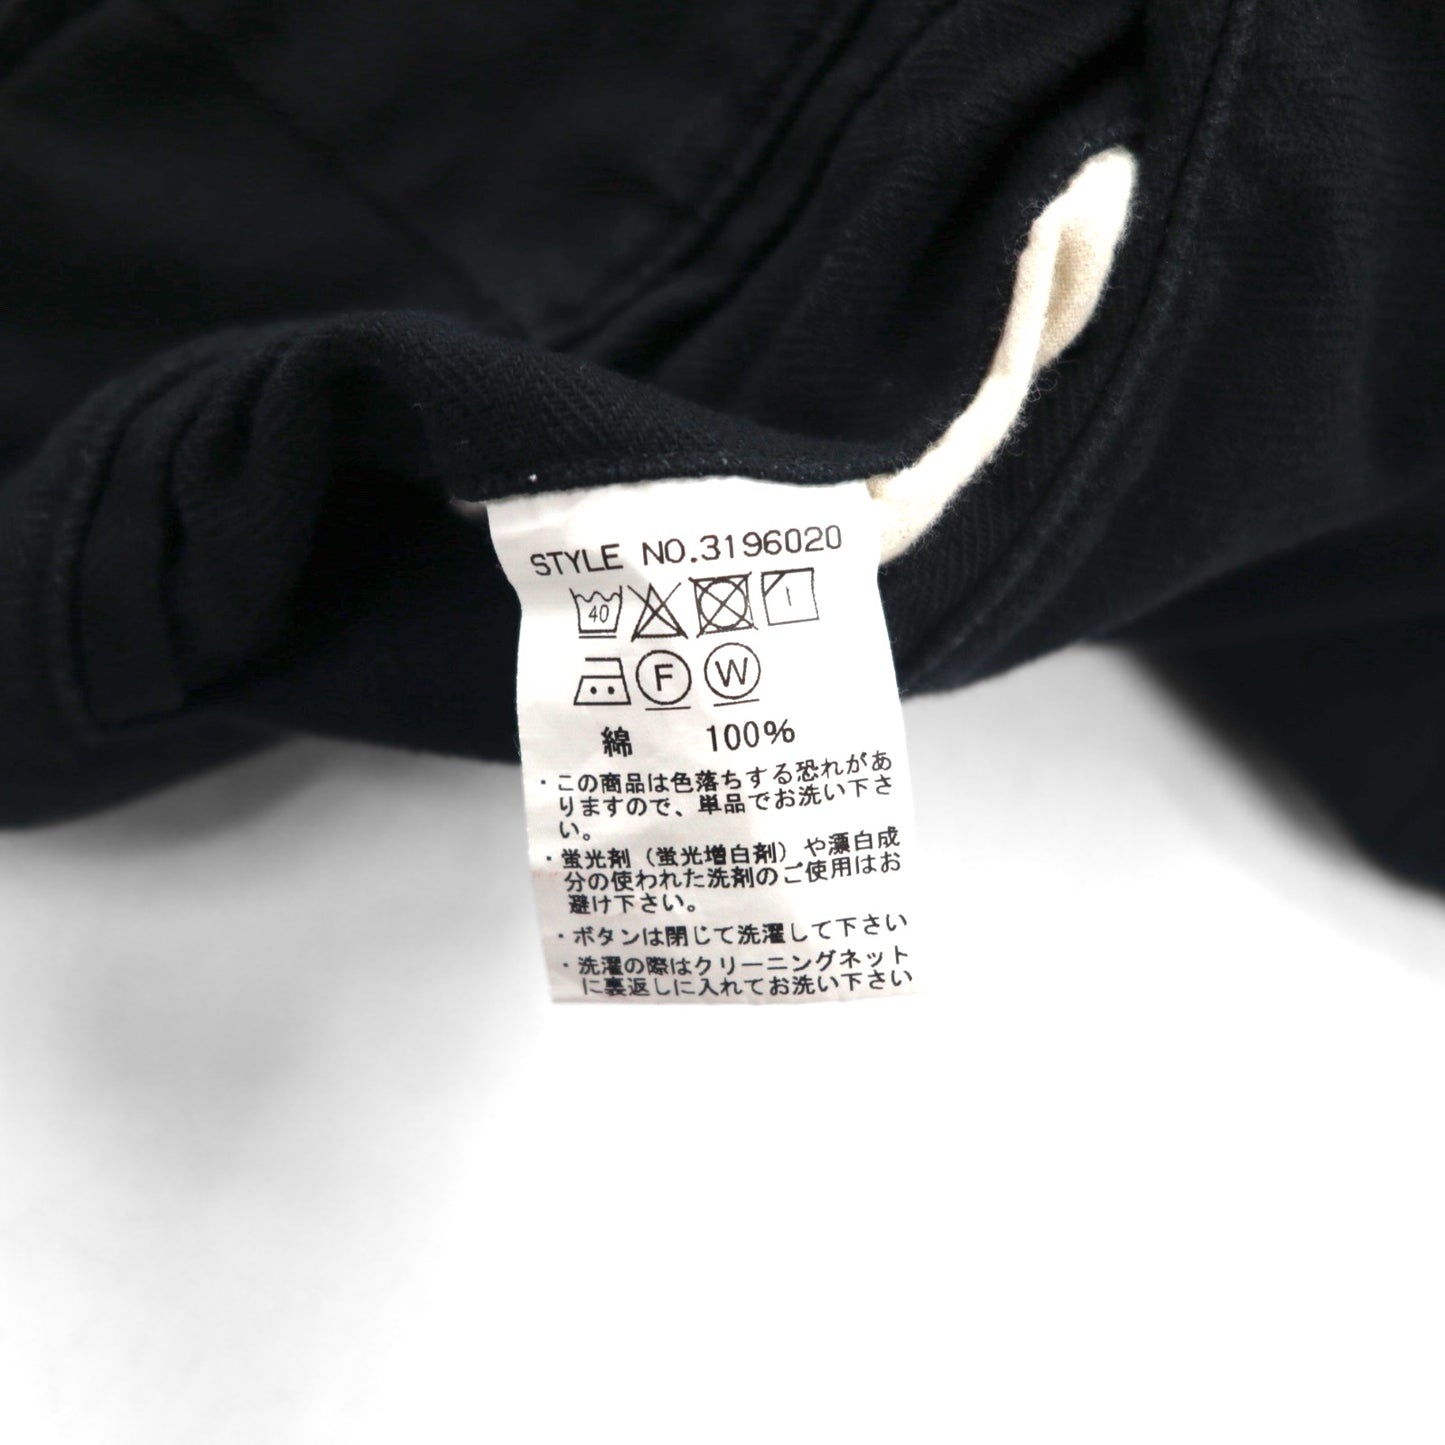 STYLE NO.3196020
40
F W
綿 100%
・この商品は色落ちする恐れがあ
りますので、単品でお洗い下さ
い。
・蛍光剤（蛍光増白剤）や漂白成
分の使われた洗剤のご使用はお
避け下さい。
・ボタンは閉じて洗濯して下さい
・洗濯の際はクリーニングネット
に裏返しに入れてお洗い下さい